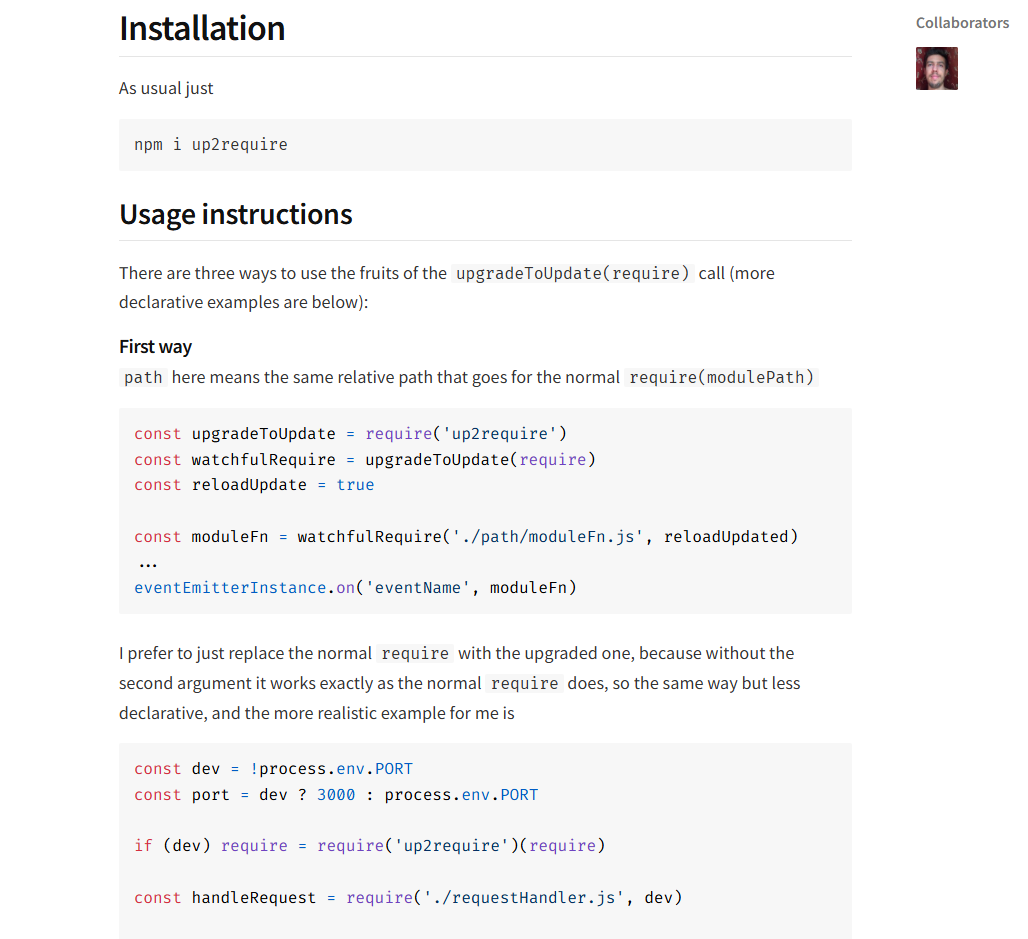 Installation
Collaborators
As usual just
npm i up2require
Usage instructions
There are three ways to use the fruits of the upgradeToUpdate(require) call (more
declarative examples are below):
First way
path here means the same relative path that goes for the normal require(modulePath)
const upgradeToUpdate = require('up2require')
const watchfulRequire = upgradeToUpdate(require)
const reloadUpdate = true
const moduleFn = watchfulRequire('./path/moduleFn.js', reloadUpdated)
...
eventEmitterInstance.on('eventName', moduleFn)
I prefer to just replace the normal require with the upgraded one, because without the
second argument it works exactly as the normal require does, so the same way but less
declarative, and the more realistic example for me is
const dev = !process.env.PORT
const port = dev ? 3000 : process.env.PORT
if (dev) require = require('up2require')(require)
const handleRequest = require('./requestHandler.js', dev)